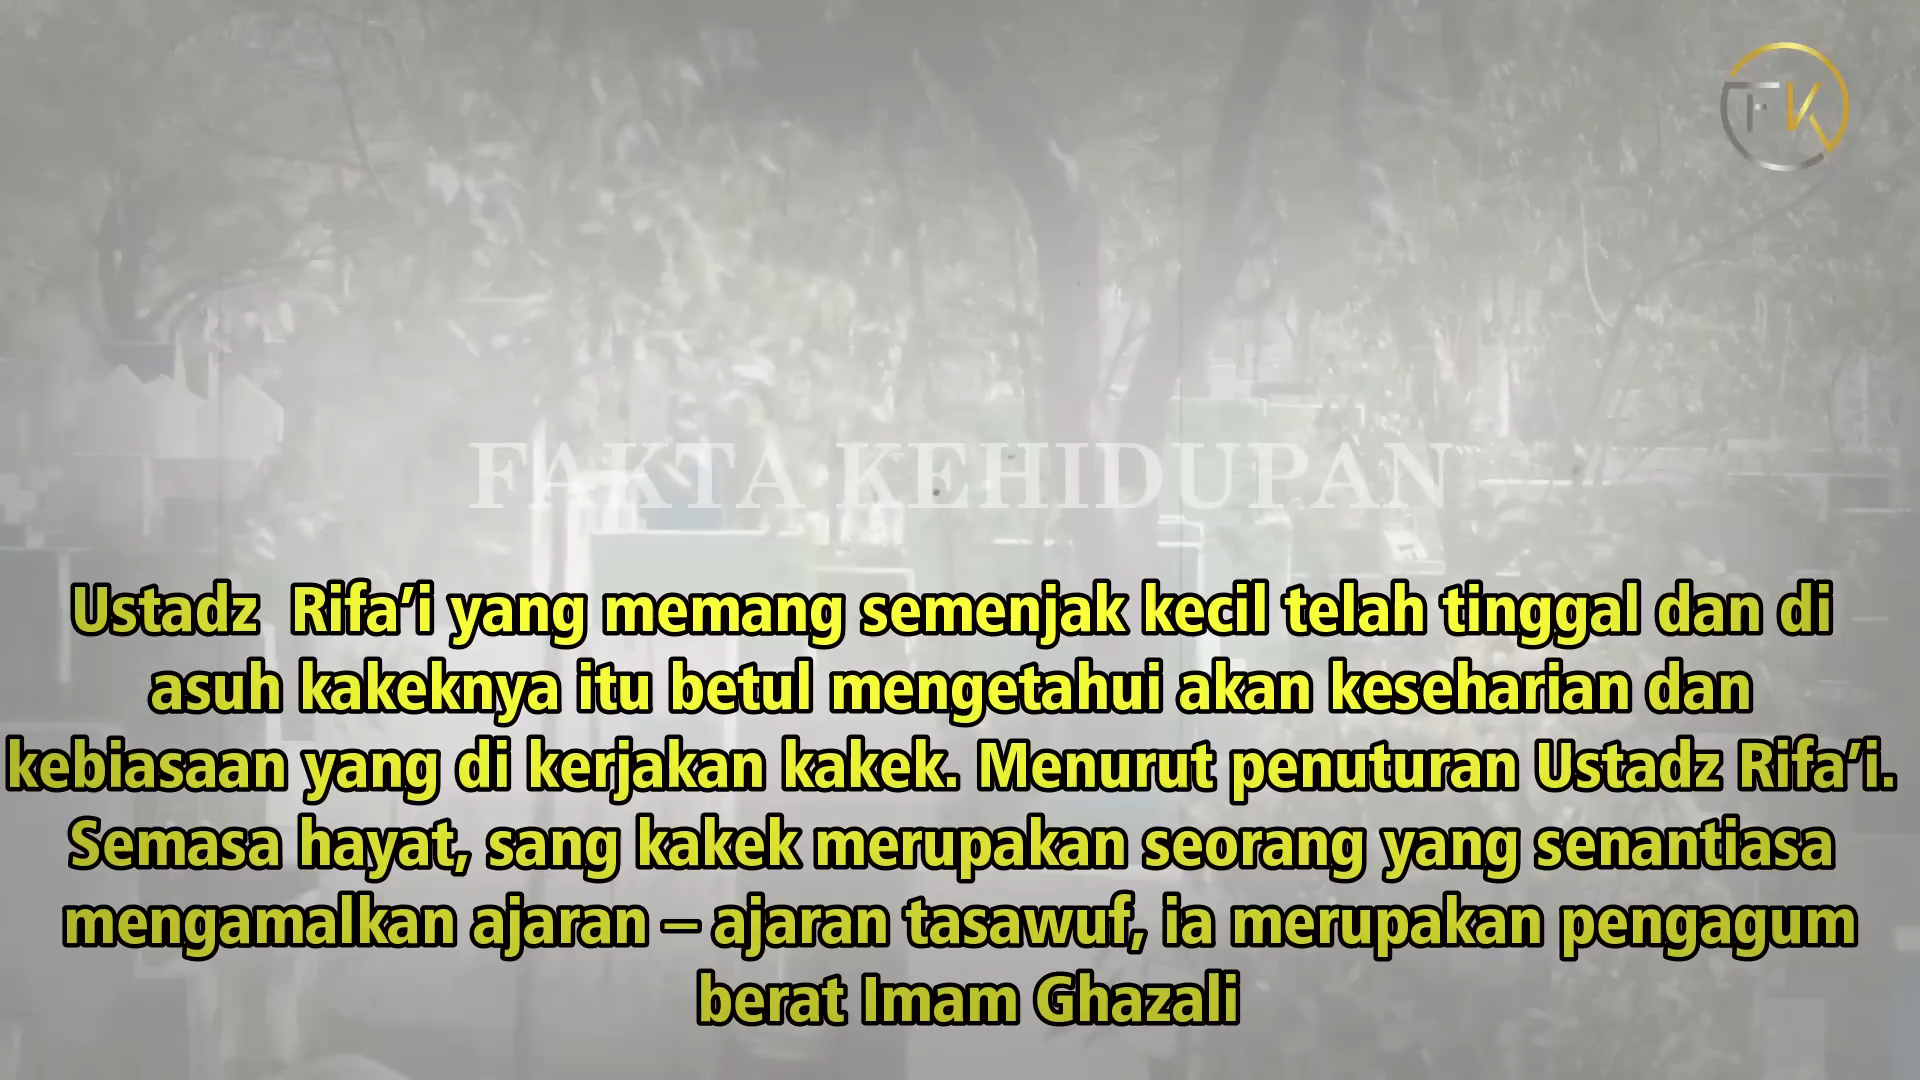 FK
FAKTA KEHIDUPAN
Ustadz  Rifa’i yang memang semenjak kecil telah tinggal dan di
asuh kakeknya itu betul mengetahui akan keseharian dan
kebiasaan yang di kerjakan kakek. Menurut penuturan Ustadz Rifa’i.
Semasa hayat, sang kakek merupakan seorang yang senantiasa
mengamalkan ajaran – ajaran tasawuf, ia merupakan pengagum
berat Imam Ghazali